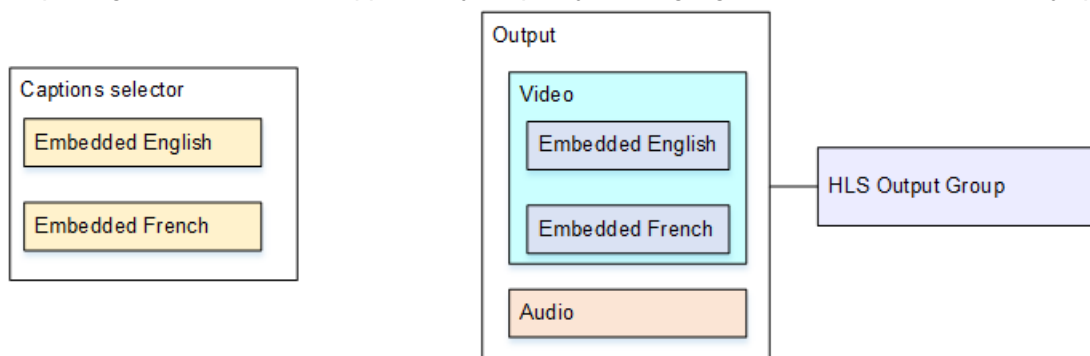 Captions selector
Embedded English
Embedded French
Output
Video
Embedded English
Embedded French
Audio
HLS Output Group